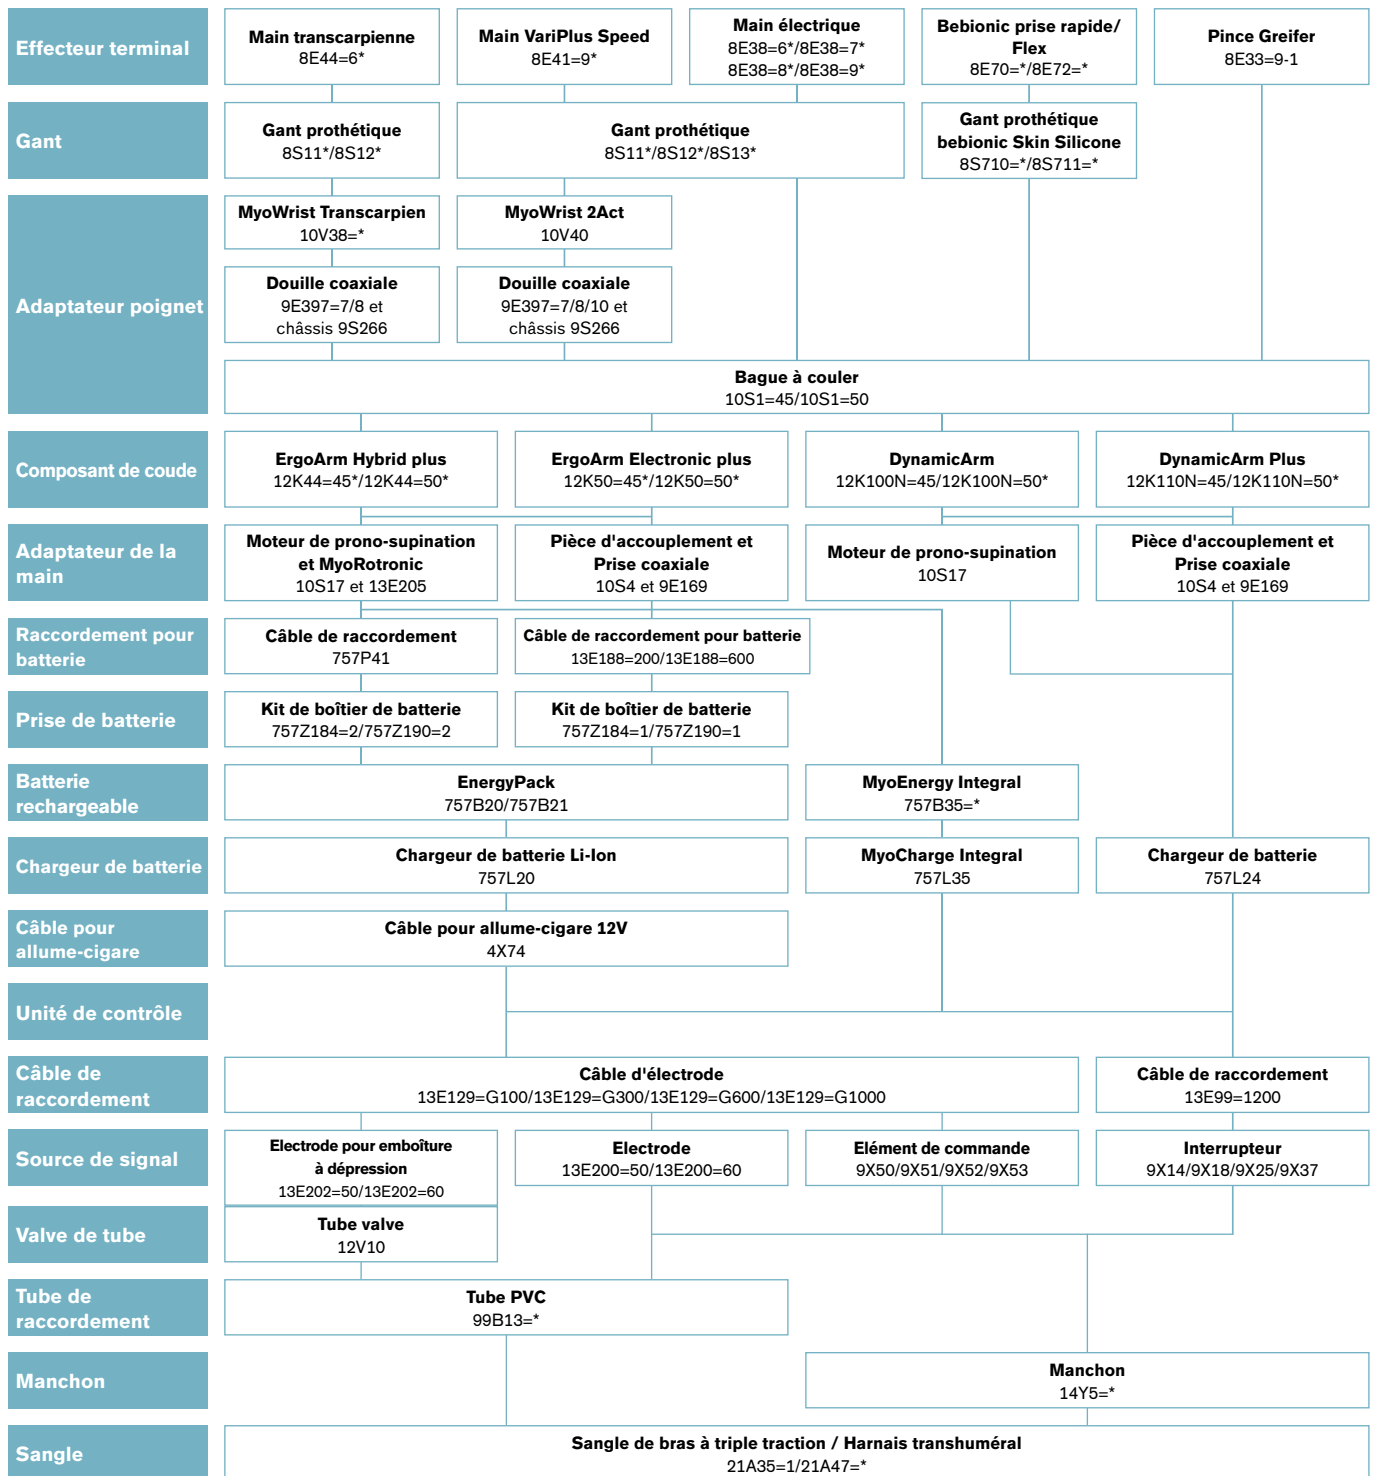 Effecteur terminal
Main transcarpienne
8E44=6*
Main VariPlus Speed
8E41=9*
Main électrique
8E38=6*/8E38=7*
8E38=8*/8E38=9*
Bebionic prise rapide/
Flex
8E70=*/8E72=*
Pince Greifer
8E33=9-1
Gant
Gant prothétique
8S11*/8S12*
Gant prothétique
8S11*/8S12*/8S13*
Gant prothétique
bebionic Skin Silicone
8S710=*/8S711=*
Adaptateur poignet
MyoWrist Transcarpien
10V38=*
MyoWrist 2Act
10V40
Douille coaxiale
9E397=7/8 et
châssis 9S266
Douille coaxiale
9E397=7/8/10 et
châssis 9S266
Bague à couler
10S1=45/10S1=50
Composant de coude
ErgoArm Hybrid plus
12K44=45*/12K44=50*
ErgoArm Electronic plus
12K50=45*/12K50=50*
DynamicArm
12K100N=45/12K100N=50*
DynamicArm Plus
12K110N=45/12K110N=50*
Adaptateur de la
main
Moteur de prono-supination
et MyoRotronic
10S17 et 13E205
Pièce d'accouplement et
Prise coaxiale
10S4 et 9E169
Moteur de prono-supination
10S17
Pièce d'accouplement et
Prise coaxiale
10S4 et 9E169
Raccordement pour
batterie
Câble de raccordement
757P41
Câble de raccordement pour batterie
13E188=200/13E188=600
Prise de batterie
Kit de boîtier de batterie
757Z184=2/757Z190=2
Kit de boîtier de batterie
757Z184=1/757Z190=1
Batterie
rechargeable
EnergyPack
757B20/757B21
MyoEnergy Integral
757B35=*
Chargeur de batterie
Chargeur de batterie Li-Ion
757L20
MyoCharge Integral
757L35
Chargeur de batterie
757L24
Câble pour
allume-cigare
Câble pour allume-cigare 12V
4X74
Unité de contrôle
Câble de
raccordement
Câble d'électrode
13E129=G100/13E129=G300/13E129=G600/13E129=G1000
Câble de raccordement
13E99=1200
Source de signal
Electrode pour emboîture
à dépression
13E202=50/13E202=60
Electrode
13E200=50/13E200=60
Elément de commande
9X50/9X51/9X52/9X53
Interrupteur
9X14/9X18/9X25/9X37
Valve de tube
Tube valve
12V10
Tube de
raccordement
Tube PVC
99B13=*
Manchon
Manchon
14Y5=*
Sangle
Sangle de bras à triple traction / Harnais transhuméral
21A35=1/21A47=*